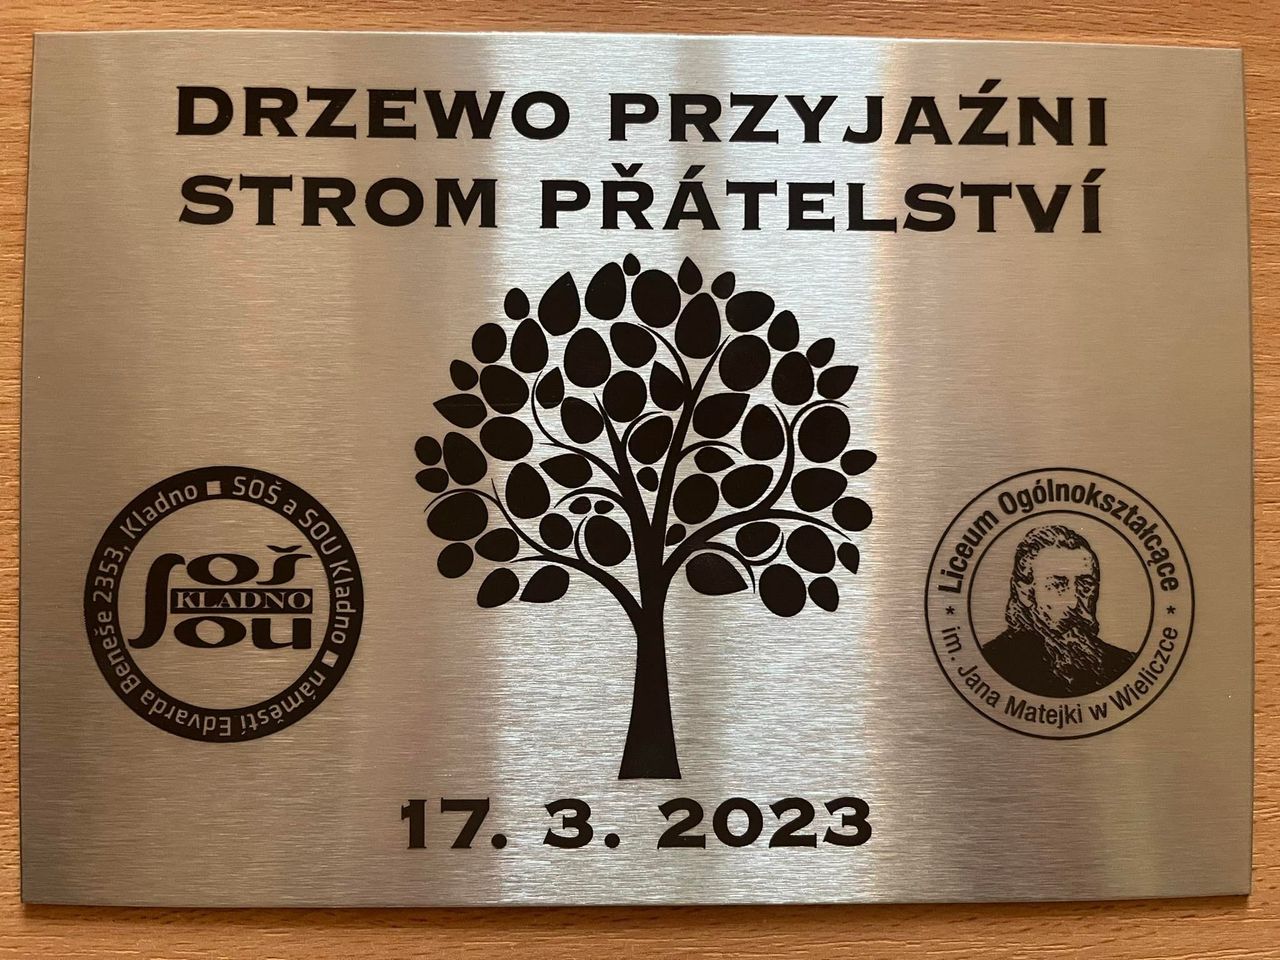 DRZEWO PRZYJAŹNI
STROM PŘÁTELSTVÍ
SOŠ a SOU Kladno ■ náměstí Edvarda Beneše 2353, Kladno ■
SOŠ
KLADNO
SOU
* Liceum Ogólnokształcące *
im. Jana Matejki w Wieliczce
17. 3. 2023